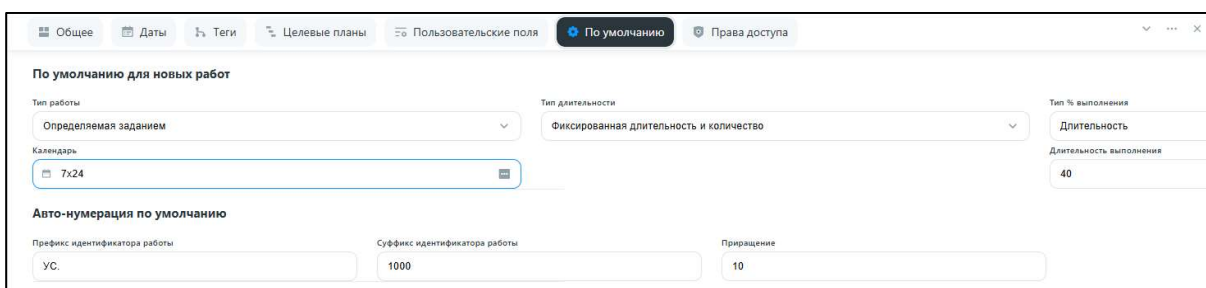 Общее Даты Теги Целевые планы Пользовательские поля По умолчанию Права доступа
По умолчанию для новых работ
Тип работы Тип длительности Тип % выполнения
Определяемая заданием Фиксированная длительность и количество Длительность
Календарь Длительность выполнения
7x24 40
Авто-нумерация по умолчанию
Префикс идентификатора работы Суффикс идентификатора работы Приращение
УС. 1000 10